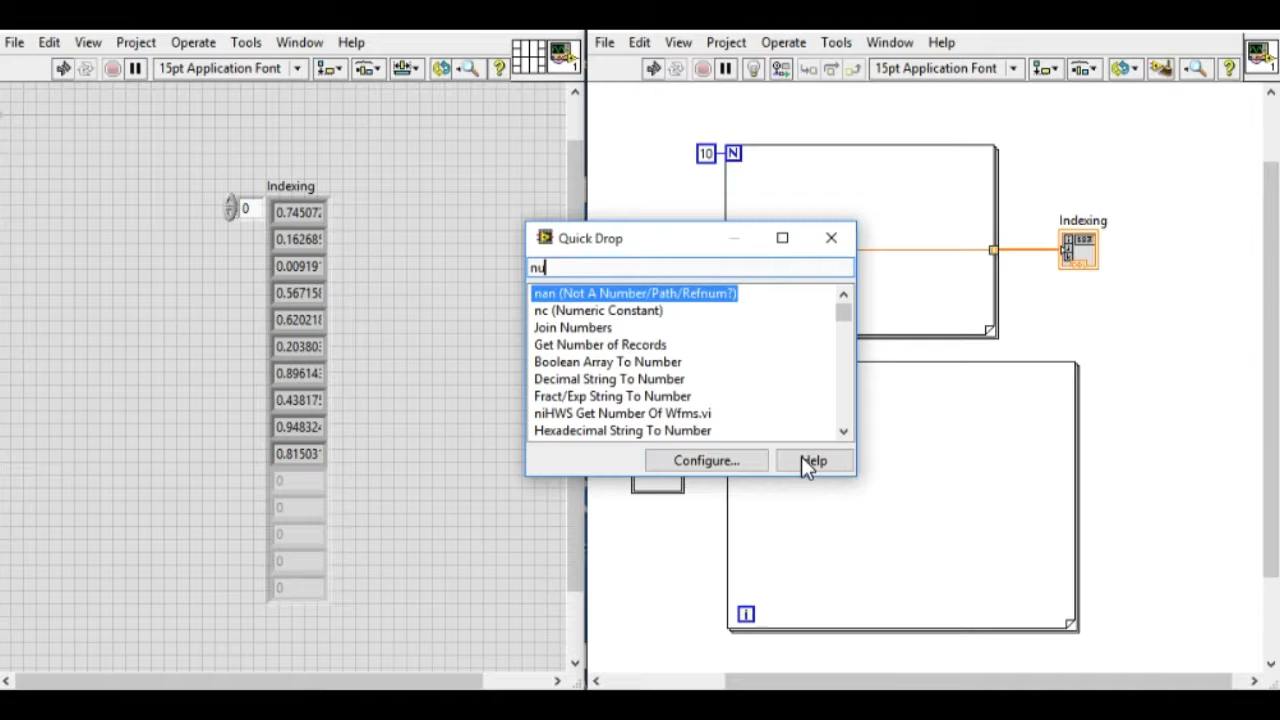 File Edit View Project Operate Tools Window Help
15pt Application Font
1
Indexing
0
0.745072
0.16268
0.00919
0.56715
0.62021
0.20380
0.89614
0.43817
0.94832
0.81503
0
0
0
0
0
File Edit View Project Operate Tools Window Help
15pt Application Font
1
10 N
Indexing
i
Quick Drop
nu
nan (Not A Number/Path/Refnum?)
nc (Numeric Constant)
Join Numbers
Get Number of Records
Boolean Array To Number
Decimal String To Number
Fract/Exp String To Number
niHWS Get Number Of Wfms.vi
Hexadecimal String To Number
Configure... Help